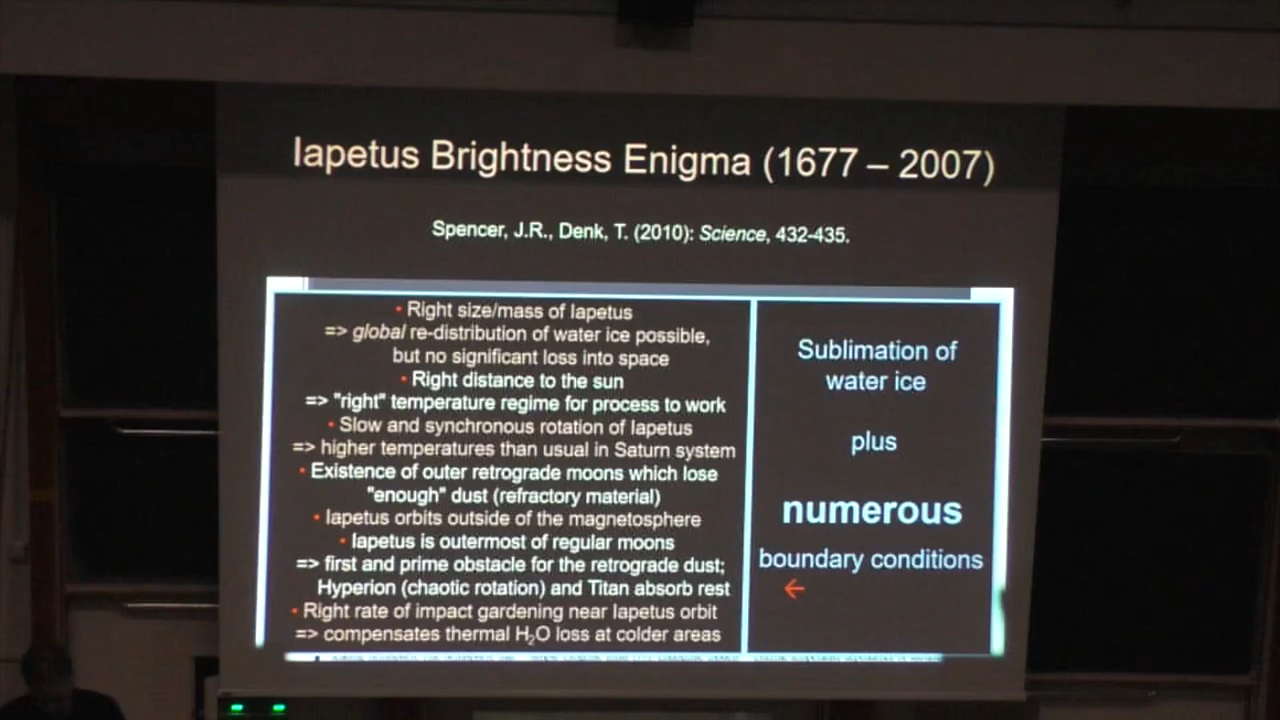 Iapetus Brightness Enigma (1677 – 2007)
Spencer, J.R., Denk, T. (2010): Science, 432-435.
• Right size/mass of Iapetus
=> global re-distribution of water ice possible,
but no significant loss into space
• Right distance to the sun
=> "right" temperature regime for process to work
• Slow and synchronous rotation of Iapetus
=> higher temperatures than usual in Saturn system
• Existence of outer retrograde moons which lose
"enough" dust (refractory material)
• Iapetus orbits outside of the magnetosphere
• Iapetus is outermost of regular moons
=> first and prime obstacle for the retrograde dust;
Hyperion (chaotic rotation) and Titan absorb rest
• Right rate of impact gardening near Iapetus orbit
=> compensates thermal H₂O loss at colder areas
Sublimation of
water ice
plus
numerous
boundary conditions
←